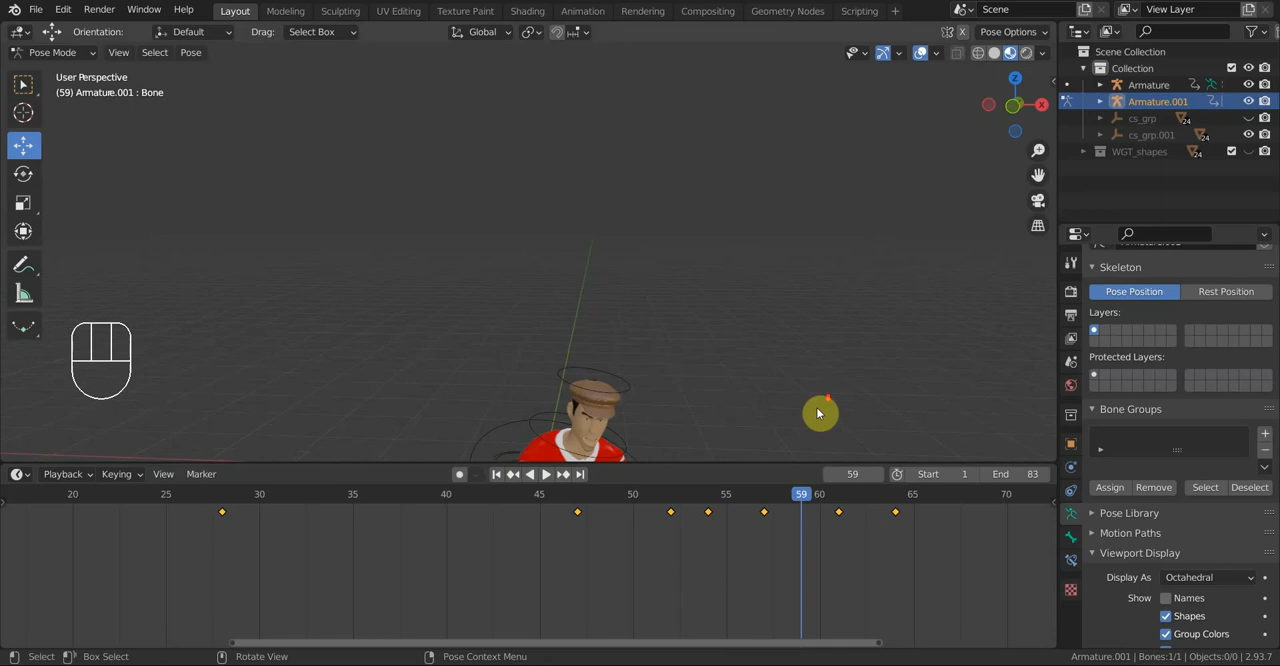 File Edit Render Window Help Layout Modeling Sculpting UV Editing Texture Paint Shading Animation Rendering Compositing Geometry Nodes Scripting + Scene View Layer
Orientation: Default Drag: Select Box Global X Pose Options
Pose Mode View Select Pose
User Perspective
(59) Armature.001 : Bone
Z
X
Scene Collection
Collection
Armature
Armature.001
cs_grp 24
cs_grp.001 24
WGT_shapes 24
Skeleton
Pose Position Rest Position
Layers:
Protected Layers:
Bone Groups
Assign Remove Select Deselect
Pose Library
Motion Paths
Viewport Display
Display As Octahedral
Show Names
Shapes
Group Colors
Playback Keying View Marker 59 Start 1 End 83
20 25 30 35 40 45 50 55 59 60 65 70
Select Box Select Rotate View Pose Context Menu Armature.001 | Bones:1/1 | Objects:0/0 | 2.93.7